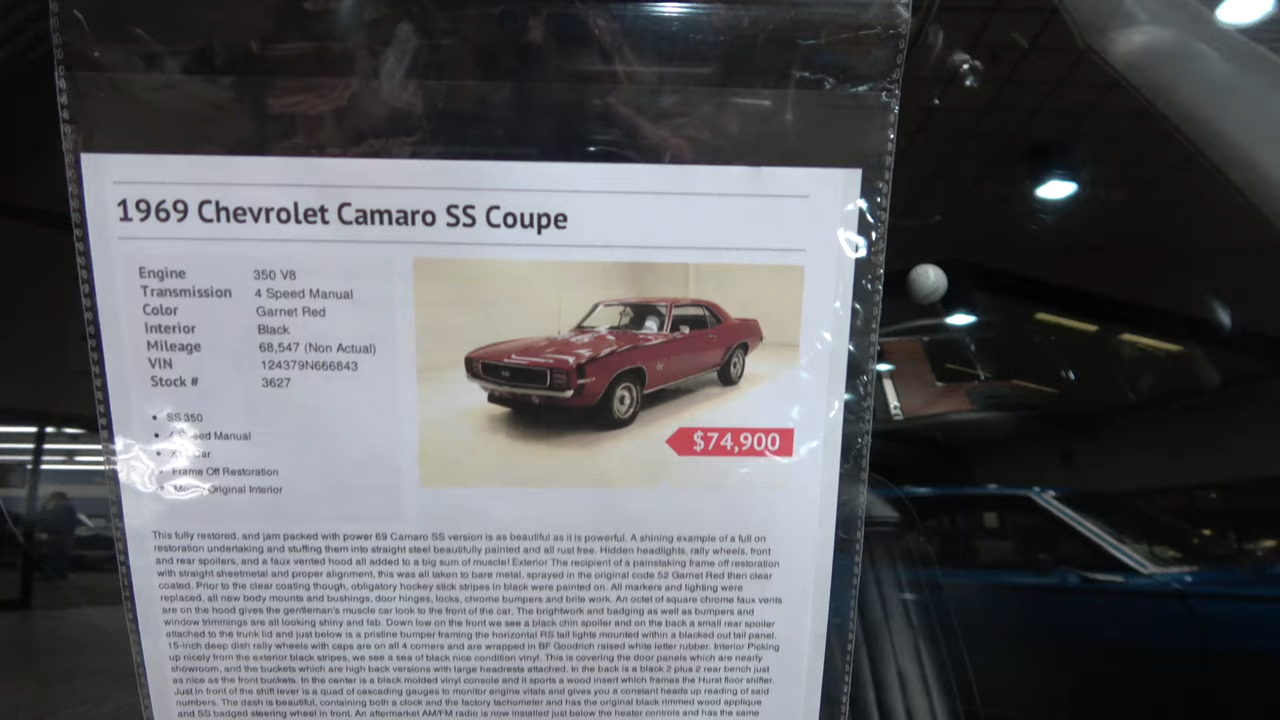 1969 Chevrolet Camaro SS Coupe
Engine 350 V8
Transmission 4 Speed Manual
Color Garnet Red
Interior Black
Mileage 68,547 (Non Actual)
VIN 124379N666843
Stock # 3627
$74,900
• SS 350
• 4 Speed Manual
• Car
• Frame Off Restoration
• Original Interior
This fully restored, and jam packed with power 69 Camaro SS version is as beautiful as it is powerful. A shining example of a full on
restoration undertaking and stuffing them into straight steel beautifully painted and all rust free. Hidden headlights, rally wheels, front
and rear spoilers, and a faux vented hood all added to a big sum of muscle! Exterior The recipient of a painstaking frame off restoration
with straight sheetmetal and proper alignment, this was all taken to bare metal, sprayed in the original code 52 Garnet Red then clear
coated. Prior to the clear coating though, obligatory hockey stick stripes in black were painted on. All markers and lighting were
replaced, all new body mounts and bushings, door hinges, locks, chrome bumpers and brite work. An octet of square chrome faux vents
are on the hood gives the gentleman's muscle car look to the front of the car. The brightwork and badging as well as bumpers and
window trimmings are all looking shiny and fab. Down low on the front we see a black chin spoiler and on the back a small rear spoiler
attached to the trunk lid and just below is a pristine bumper framing the horizontal RS tail lights mounted within a blacked out tail panel.
15-inch deep dish rally wheels with caps are on all 4 corners and are wrapped in BF Goodrich raised white letter rubber. Interior Picking
up nicely from the exterior black stripes, we see a sea of black nice condition vinyl. This is covering the door panels which are nearly
showroom, and the buckets which are high back versions with large headrests attached. In the back is a black 2 plus 2 rear bench just
as nice as the front buckets. In the center is a black molded vinyl console and it sports a wood insert which frames the Hurst floor shifter.
Just in front of the shift lever is a quad of cascading gauges to monitor engine vitals and gives you a constant heads up reading of said
numbers. The dash is beautiful, containing both a clock and the factory tachometer and has the original black rimmed wood applique
and SS badged steering wheel in front. An aftermarket AM/FM radio is now installed just below the heater controls and has the same